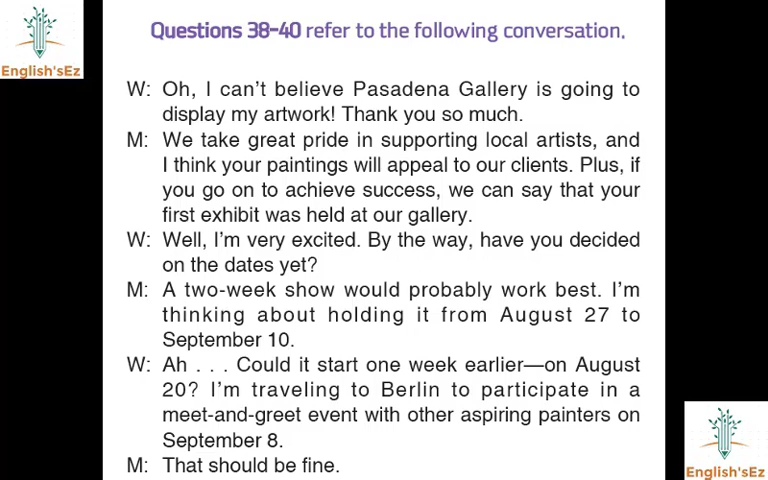 Questions 38-40 refer to the following conversation.
English'sEz
W: Oh, I can't believe Pasadena Gallery is going to
display my artwork! Thank you so much.
M: We take great pride in supporting local artists, and
I think your paintings will appeal to our clients. Plus, if
you go on to achieve success, we can say that your
first exhibit was held at our gallery.
W: Well, I'm very excited. By the way, have you decided
on the dates yet?
M: A two-week show would probably work best. I'm
thinking about holding it from August 27 to
September 10.
W: Ah . . . Could it start one week earlier—on August
20? I'm traveling to Berlin to participate in a
meet-and-greet event with other aspiring painters on
September 8.
M: That should be fine.
English'sEz